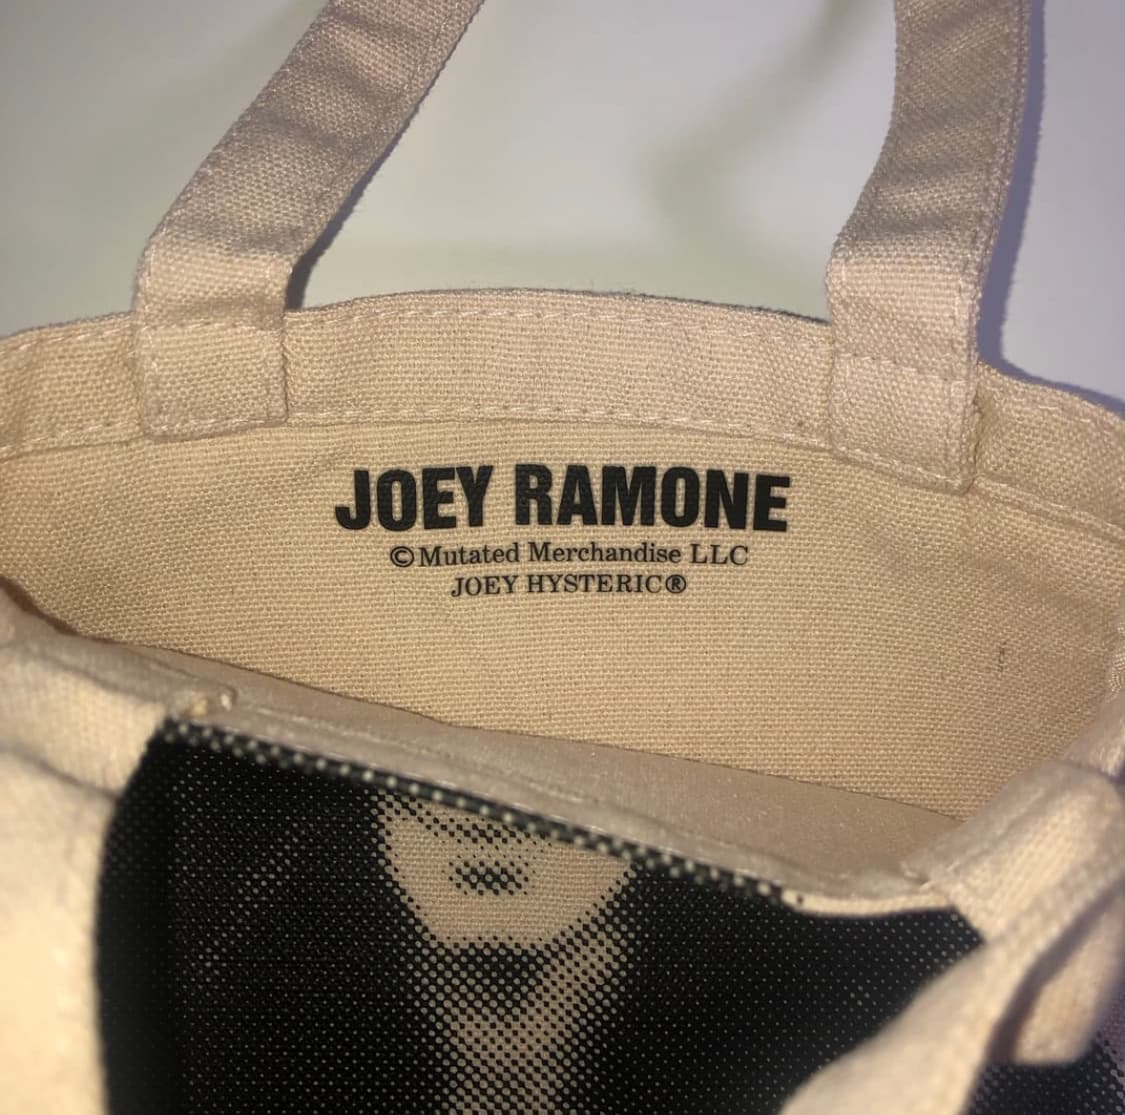 JOEY RAMONE
©Mutated Merchandise LLC
JOEY HYSTERIC®